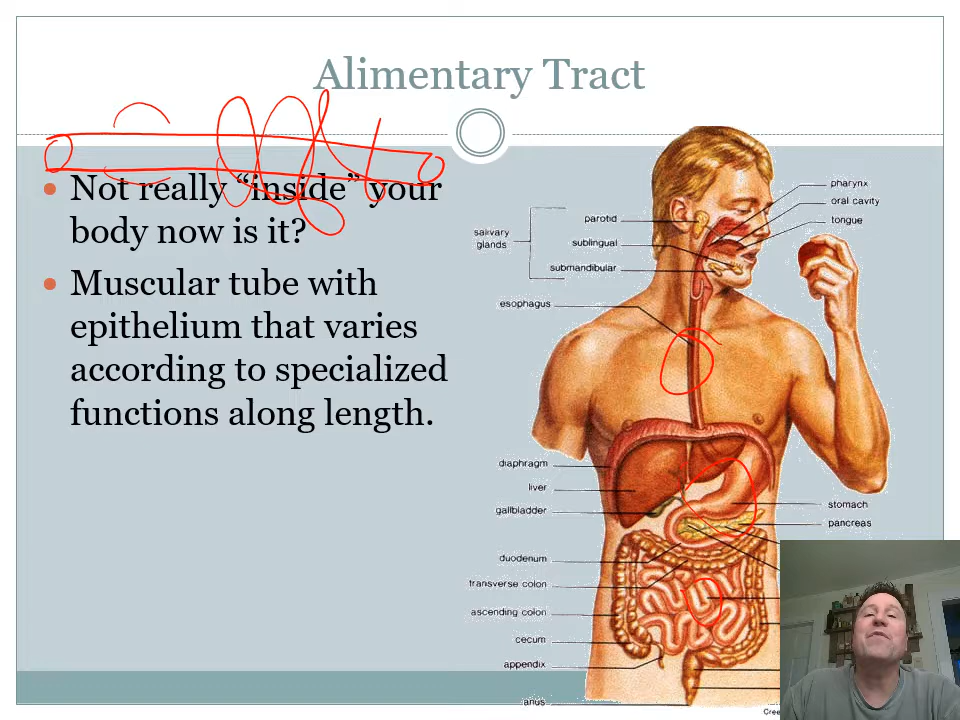 Alimentary Tract
Not really “inside” your
body now is it?
Muscular tube with
epithelium that varies
according to specialized
functions along length.
pharynx
oral cavity
tongue
salivary
glands
parotid
sublingual
submandibular
esophagus
diaphragm
liver
gallbladder
stomach
pancreas
duodenum
transverse colon
ascending colon
cecum
appendix
anus